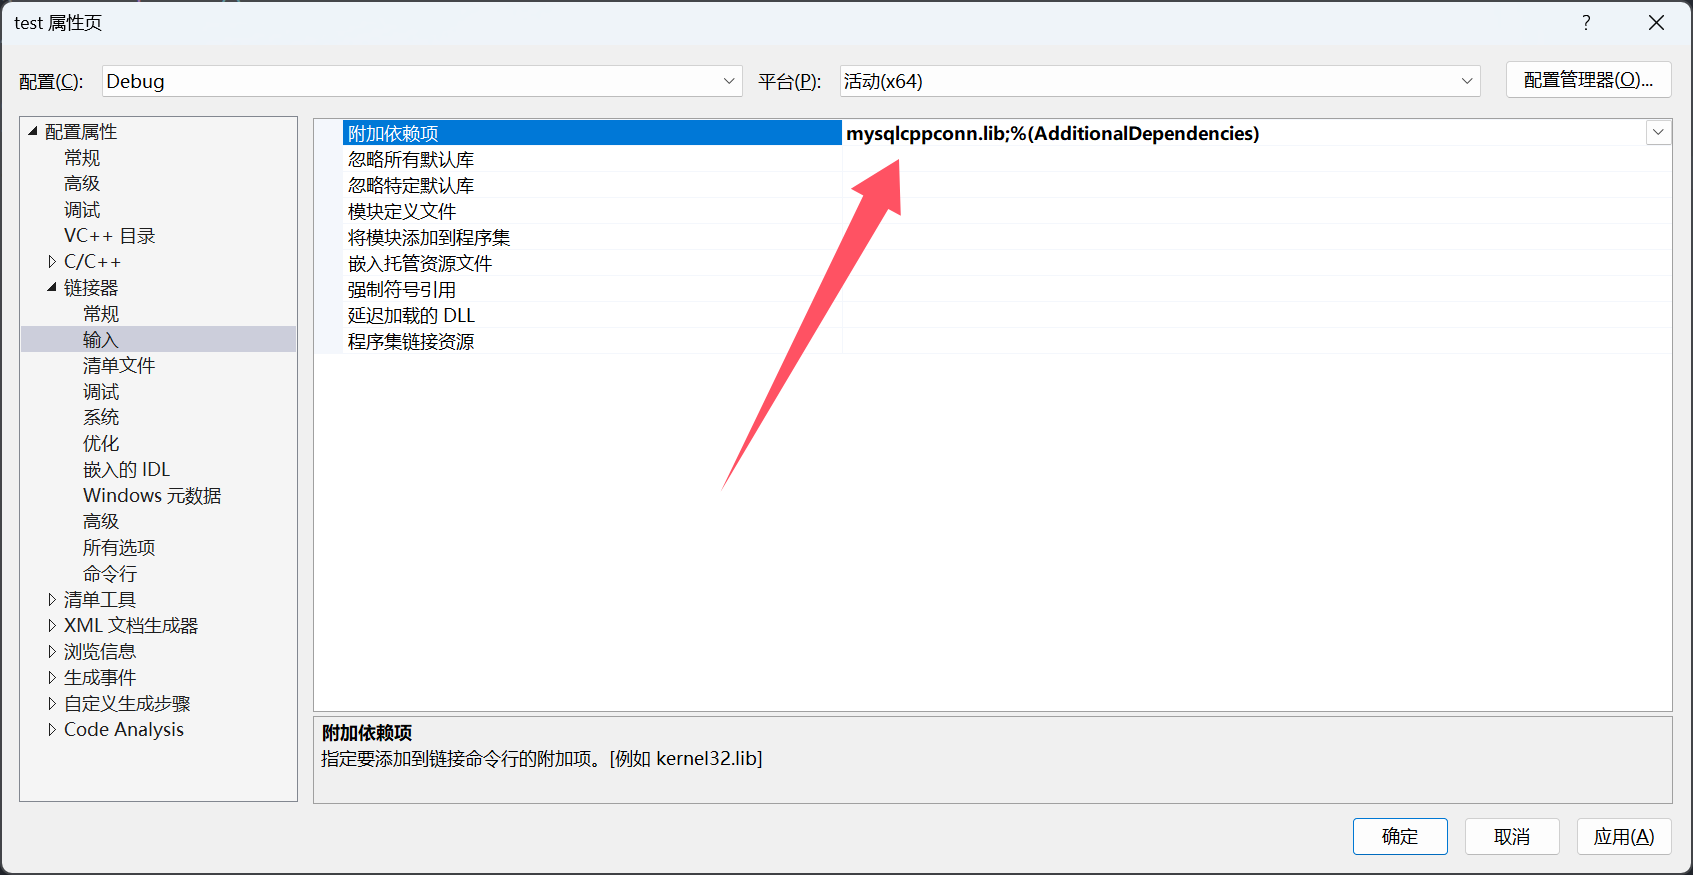 test 属性页
?
配置(C):
Debug
平台(P):
活动(x64)
配置管理器(O)...
配置属性
常规
高级
调试
VC++ 目录
C/C++
链接器
常规
输入
清单文件
调试
系统
优化
嵌入的 IDL
Windows 元数据
高级
所有选项
命令行
清单工具
XML 文档生成器
浏览信息
生成事件
自定义生成步骤
Code Analysis
附加依赖项
mysqlcppconn.lib;%(AdditionalDependencies)
忽略所有默认库
忽略特定默认库
模块定义文件
将模块添加到程序集
嵌入托管资源文件
强制符号引用
延迟加载的 DLL
程序集链接资源
附加依赖项
指定要添加到链接命令行的附加项。[例如 kernel32.lib]
确定
取消
应用(A)